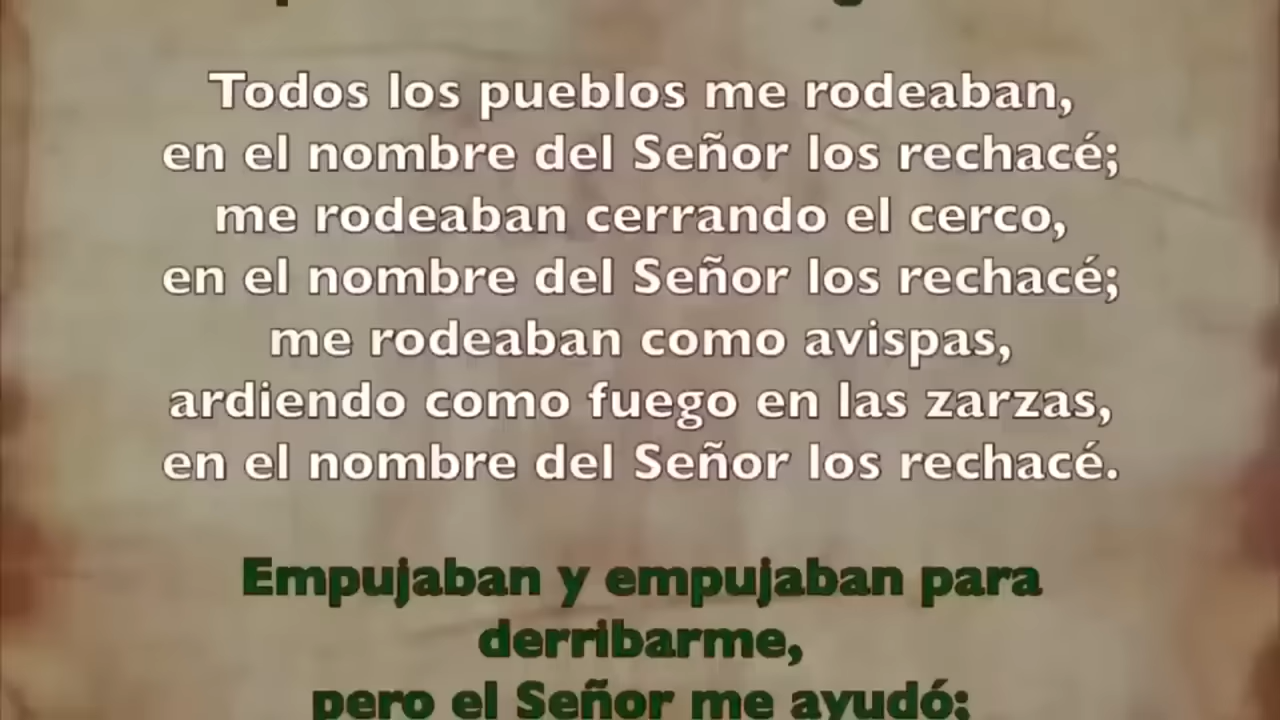 Todos los pueblos me rodeaban,
en el nombre del Señor los rechacé;
me rodeaban cerrando el cerco,
en el nombre del Señor los rechacé;
me rodeaban como avispas,
ardiendo como fuego en las zarzas,
en el nombre del Señor los rechacé.
Empujaban y empujaban para
derribarme,
pero el Señor me ayudó;